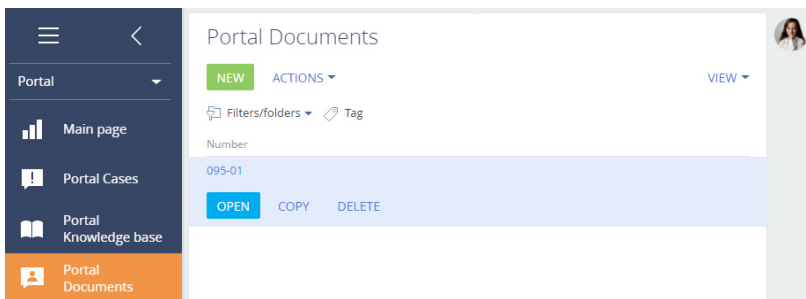 Portal Documents
Portal
NEW ACTIONS VIEW
Filters/folders Tag
Main page
Number
Portal Cases
095-01
OPEN COPY DELETE
Portal
Knowledge base
Portal
Documents